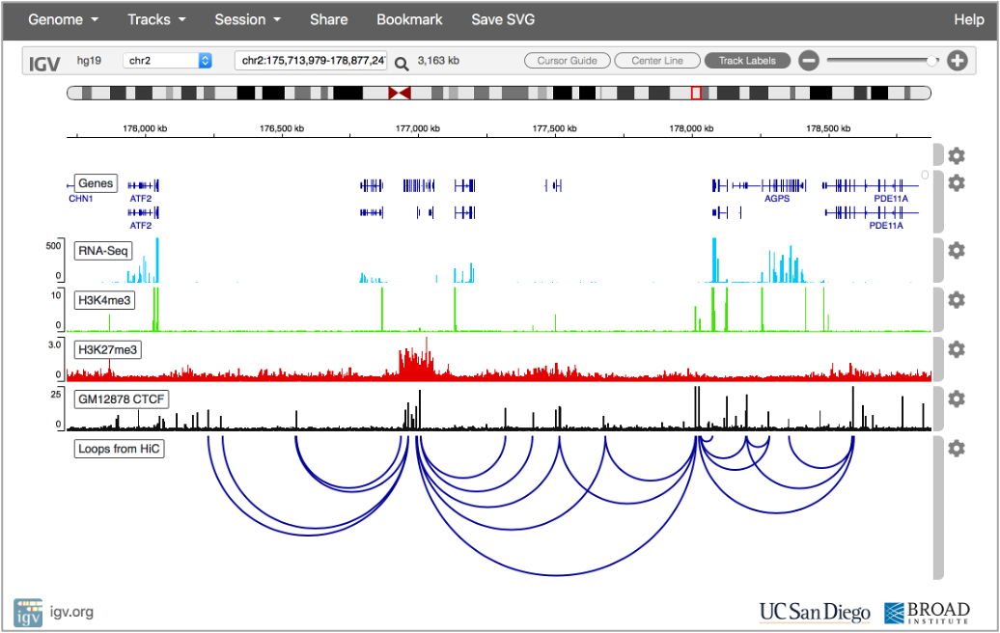 Genome Tracks Session Share Bookmark Save SVG Help
IGV hg19 chr2 chr2:175,713,979-178,877,24 3,163 kb Cursor Guide Center Line Track Labels
176,000 kb 176,500 kb 177,000 kb 177,500 kb 178,000 kb 178,500 kb
Genes
CHN1 ATF2 AGPS PDE11A
ATF2 PDE11A
500
RNA-Seq
0
10
H3K4me3
0
3.0
H3K27me3
0
25
GM12878 CTCF
0
Loops from HiC
igv igv.org UC San Diego BROAD
INSTITUTE